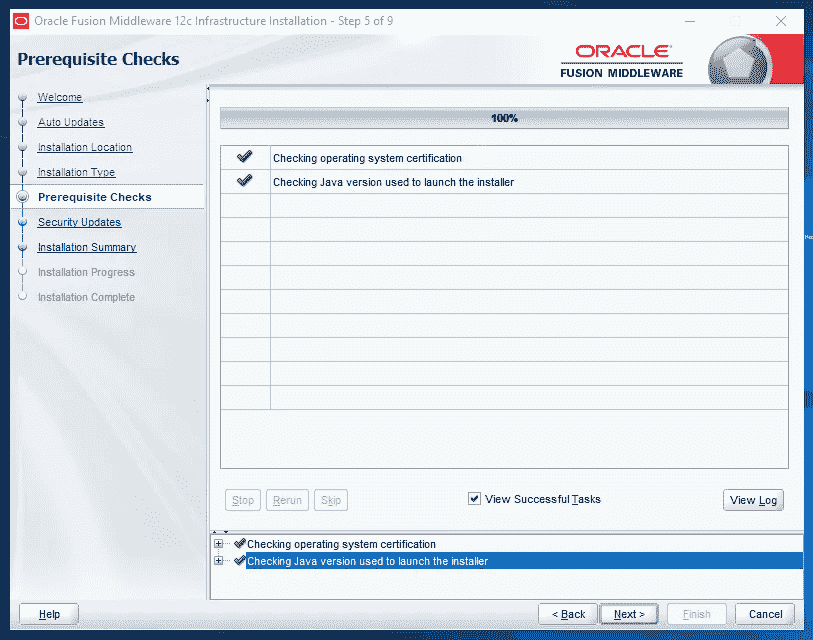 Oracle Fusion Middleware 12c Infrastructure Installation - Step 5 of 9
Prerequisite Checks
ORACLE
FUSION MIDDLEWARE
Welcome
Auto Updates
Installation Location
Installation Type
Prerequisite Checks
Security Updates
Installation Summary
Installation Progress
Installation Complete
100%
Checking operating system certification
Checking Java version used to launch the installer
Stop
Rerun
Skip
View Successful Tasks
View Log
Checking operating system certification
Checking Java version used to launch the installer
Help
< Back
Next >
Finish
Cancel